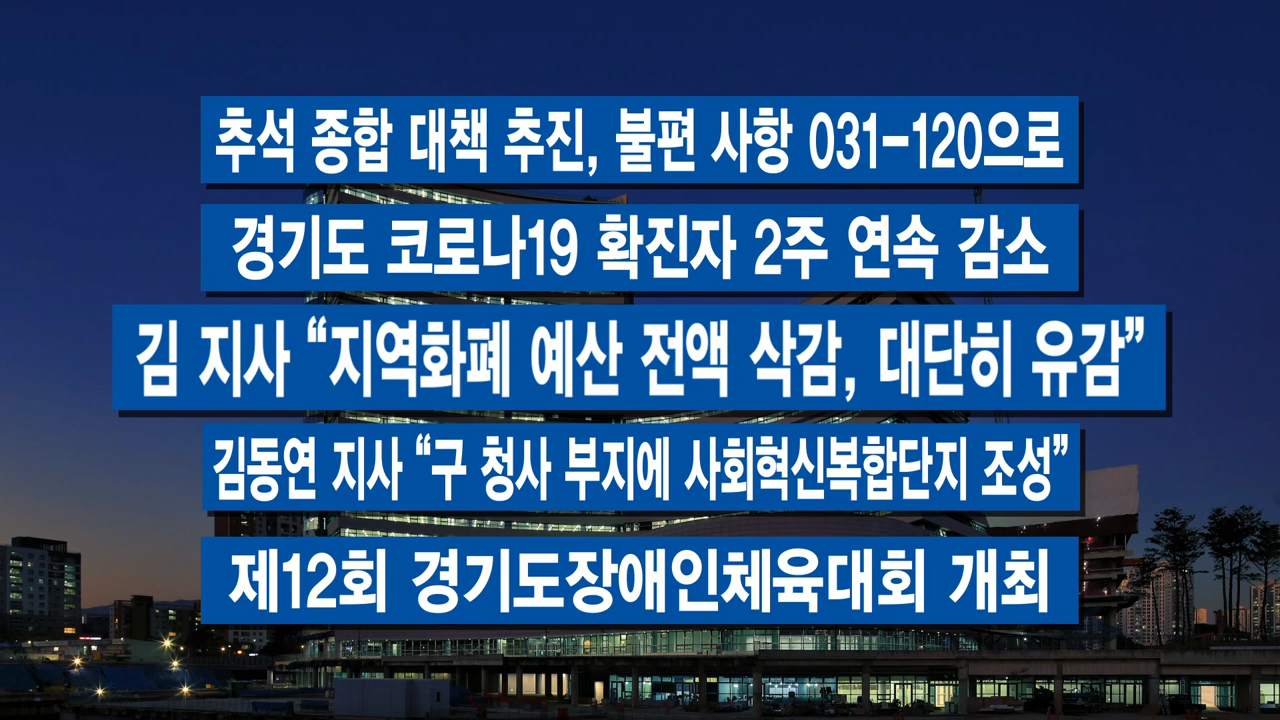 추석 종합 대책 추진, 불편 사항 031-120으로
경기도 코로나19 확진자 2주 연속 감소
김 지사 “지역화폐 예산 전액 삭감, 대단히 유감”
김동연 지사 “구 청사 부지에 사회혁신복합단지 조성”
제12회 경기도장애인체육대회 개최